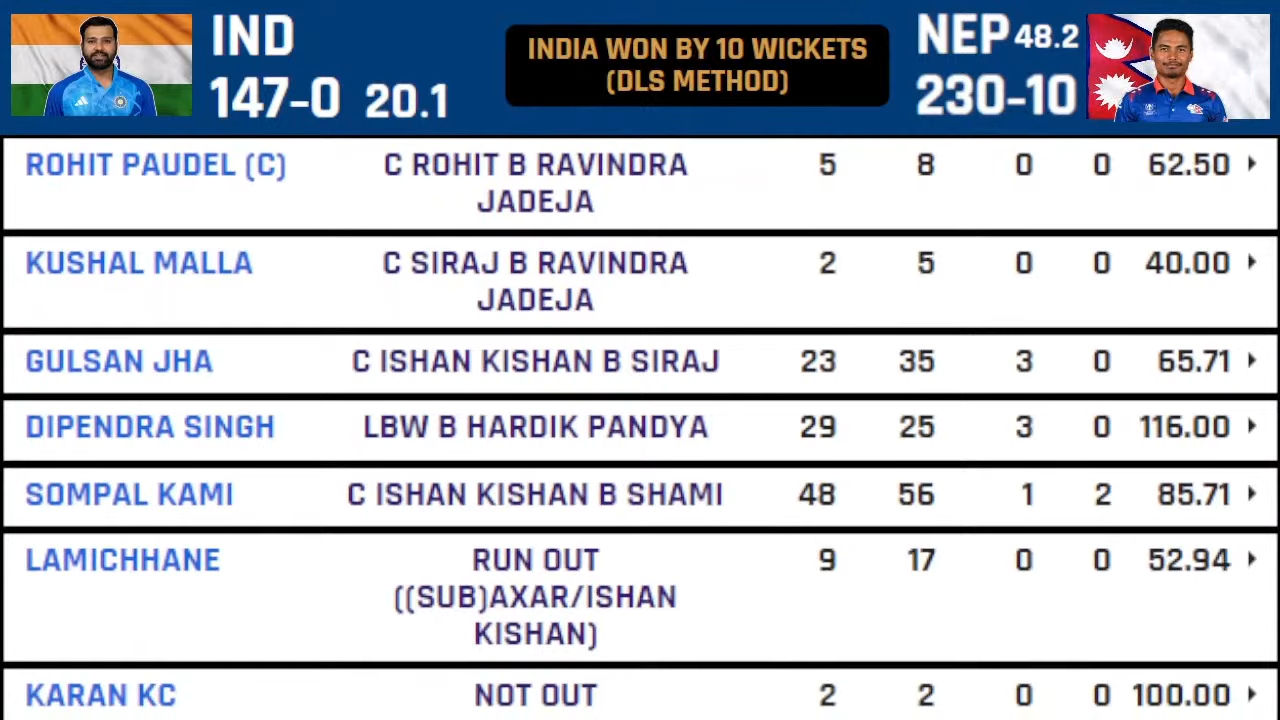 IND
147-0 20.1
INDIA WON BY 10 WICKETS
(DLS METHOD)
NEP 48.2
230-10
ROHIT PAUDEL (C) C ROHIT B RAVINDRA 5 8 0 0 62.50
JADEJA
KUSHAL MALLA C SIRAJ B RAVINDRA 2 5 0 0 40.00
JADEJA
GULSAN JHA C ISHAN KISHAN B SIRAJ 23 35 3 0 65.71
DIPENDRA SINGH LBW B HARDIK PANDYA 29 25 3 0 116.00
SOMPAL KAMI C ISHAN KISHAN B SHAMI 48 56 1 2 85.71
LAMICHHANE RUN OUT 9 17 0 0 52.94
((SUB)AXAR/ISHAN
KISHAN)
KARAN KC NOT OUT 2 2 0 0 100.00